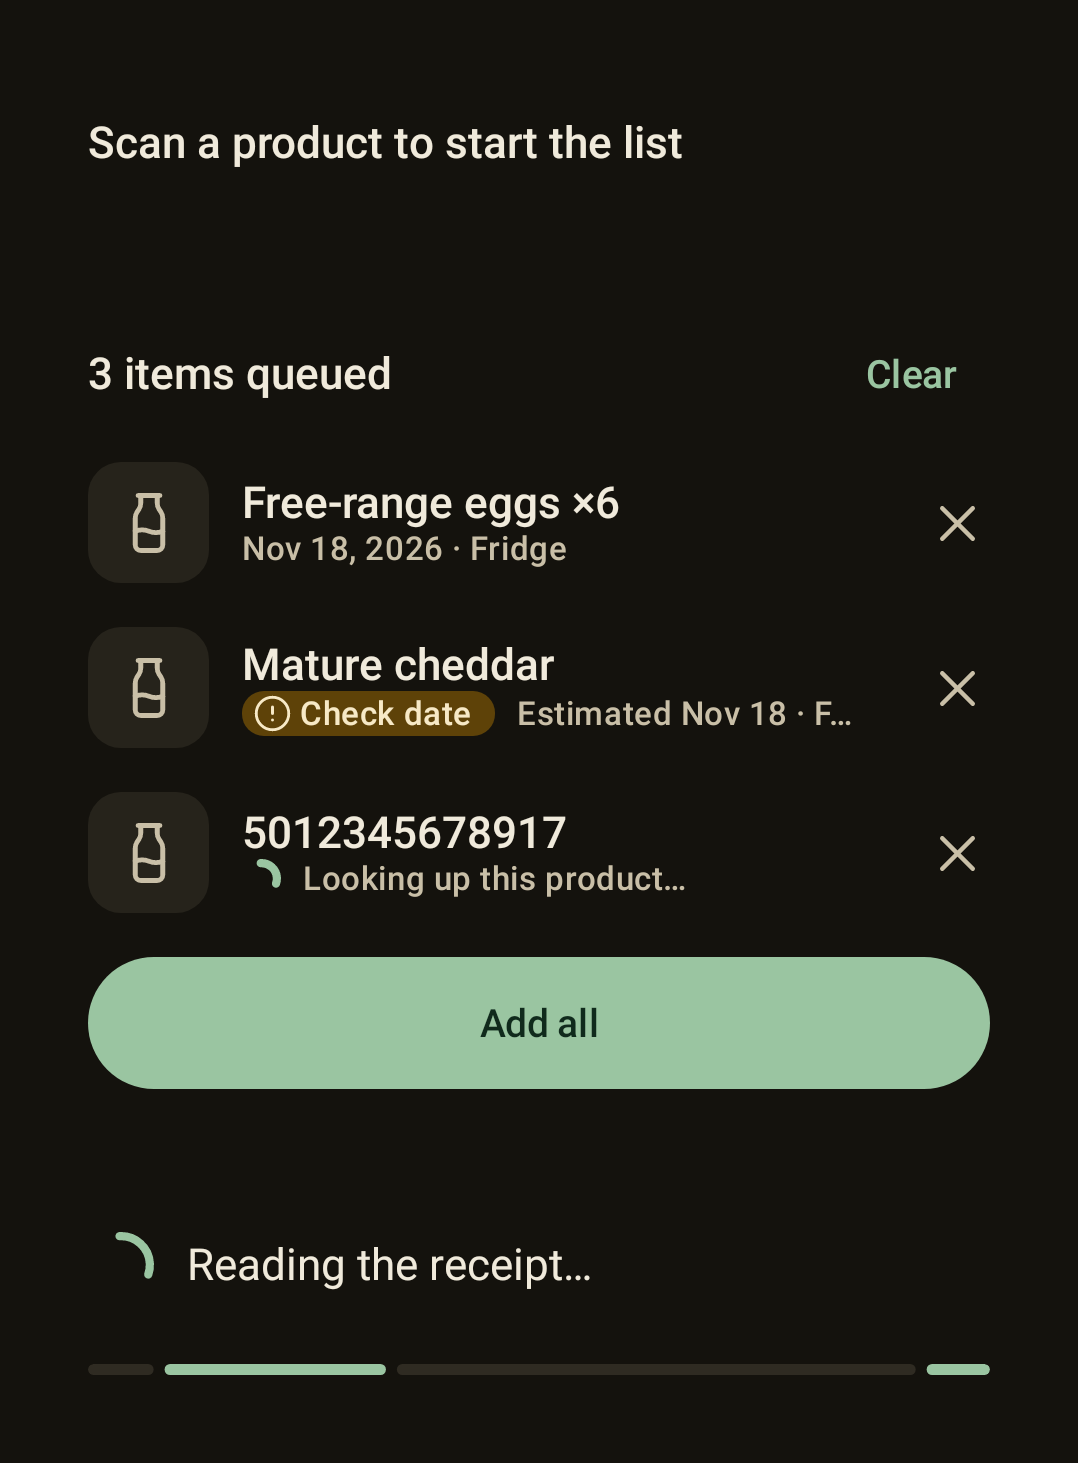 Scan a product to start the list
3 items queued
Clear
Free-range eggs ×6
Nov 18, 2026 · Fridge
Mature cheddar
Check date Estimated Nov 18 · F…
5012345678917
Looking up this product…
Add all
Reading the receipt…